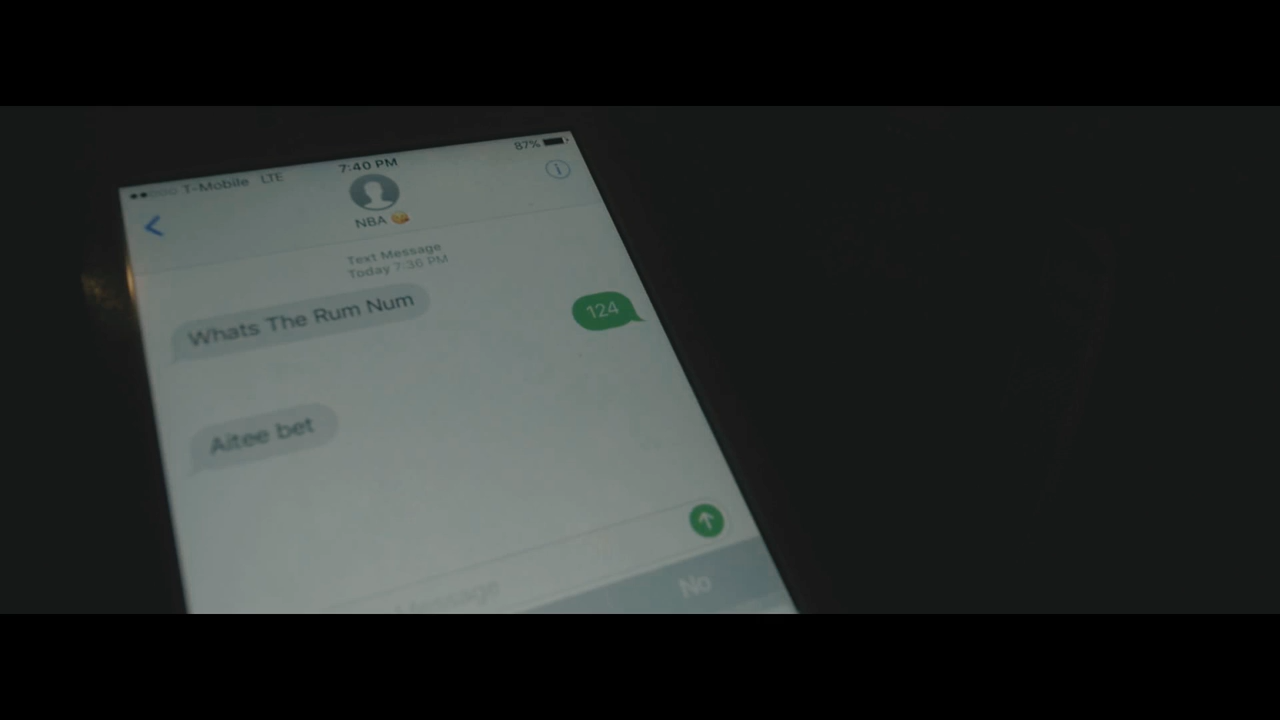 T-Mobile LTE 7:40 PM 87%
NBA 😏
Text Message
Today 7:36 PM
Whats The Rum Num
124
Aitee bet
Message
No